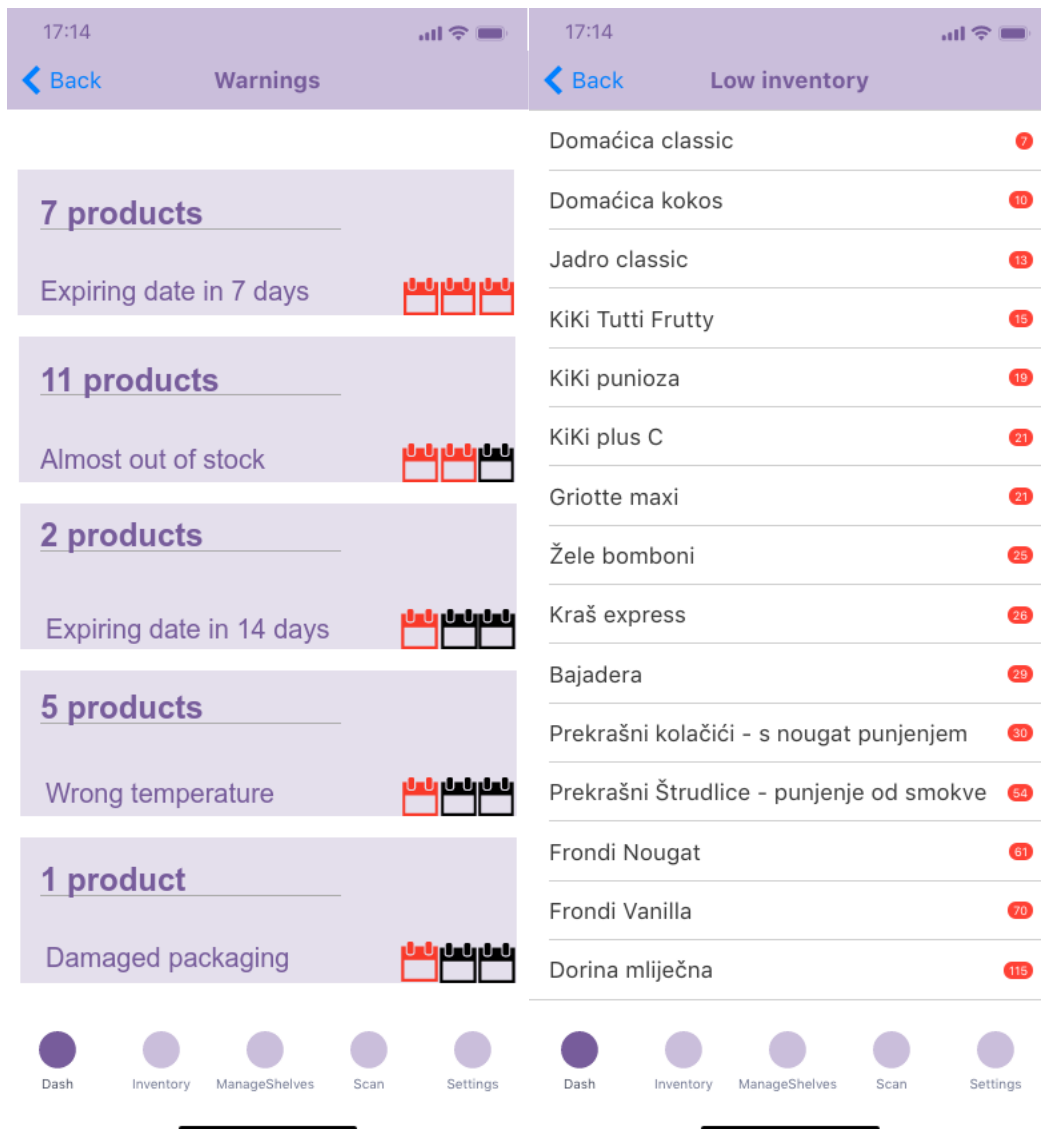 17:14
Back Warnings
7 products
Expiring date in 7 days
11 products
Almost out of stock
2 products
Expiring date in 14 days
5 products
Wrong temperature
1 product
Damaged packaging
Dash Inventory ManageShelves Scan Settings
17:14
Back Low inventory
Domaćica classic 7
Domaćica kokos 10
Jadro classic 13
KiKi Tutti Frutty 15
KiKi punioza 19
KiKi plus C 21
Griotte maxi 21
Žele bomboni 25
Kraš express 26
Bajadera 29
Prekrašni kolačići - s nougat punjenjem 30
Prekrašni Štrudlice - punjenje od smokve 54
Frondi Nougat 61
Frondi Vanilla 70
Dorina mliječna 115
Dash Inventory ManageShelves Scan Settings